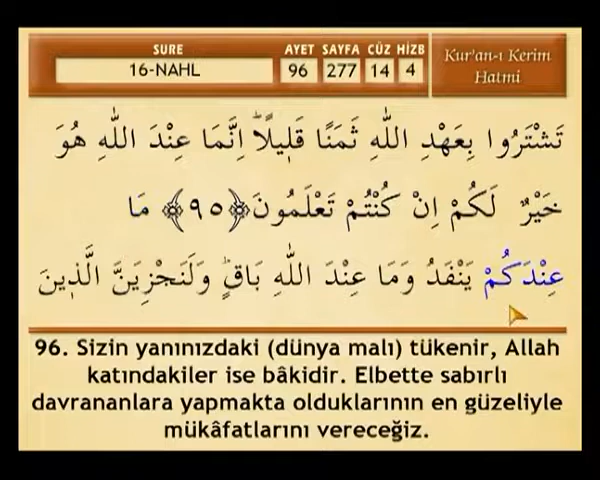 SURE AYET SAYFA CÜZ HİZB
16-NAHL 96 277 14 4
Kur'an-ı Kerim
Hatmi
تَشْتَرُوا بِعَهْدِ اللّٰهِ ثَمَنًا قَل۪يلًاۜ اِنَّمَا عِنْدَ اللّٰهِ هُوَ
خَيْرٌ لَكُمْ اِنْ كُنْتُمْ تَعْلَمُونَ ﴿٩٥﴾ مَا
عِنْدَكُمْ يَنْفَدُ وَمَا عِنْدَ اللّٰهِ بَاقٍۜ وَلَنَجْزِيَنَّ الَّذ۪ينَ
96. Sizin yanınızdaki (dünya malı) tükenir, Allah
katındakiler ise bâkidir. Elbette sabırlı
davrananlara yapmakta olduklarının en güzeliyle
mükâfatlarını vereceğiz.